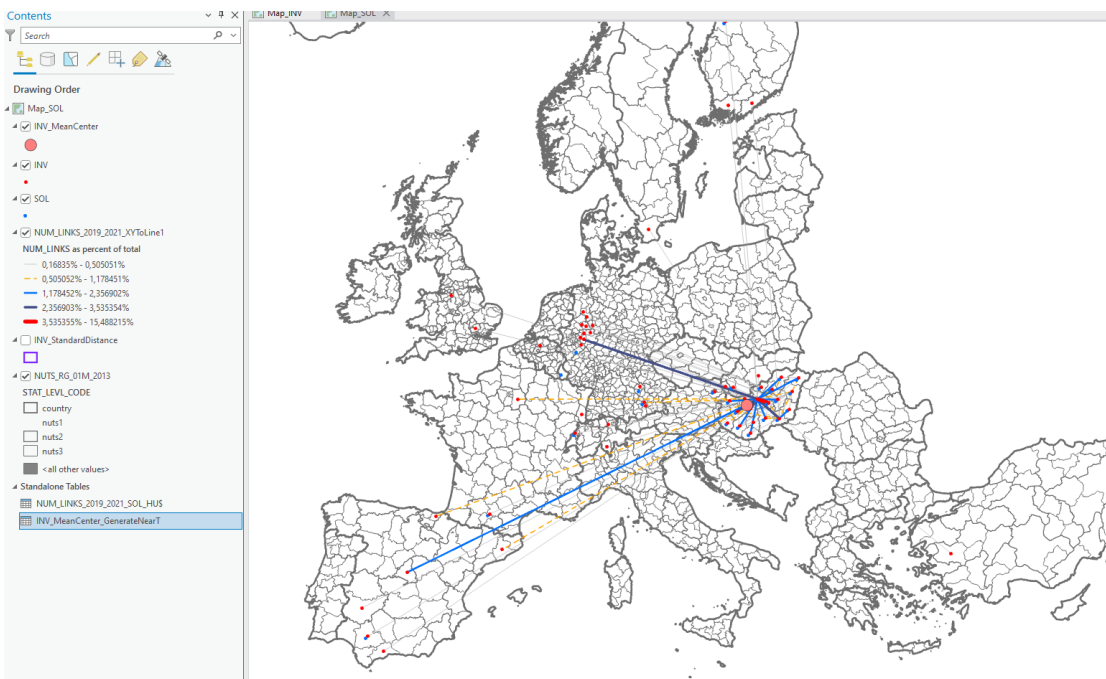 Contents
Map_INV
Map_SOL
Search
Drawing Order
Map_SOL
INV_MeanCenter
INV
SOL
NUM_LINKS_2019_2021_XYToLine1
NUM_LINKS as percent of total
0,16835% - 0,505051%
0,505052% - 1,178451%
1,178452% - 2,356902%
2,356903% - 3,535354%
3,535355% - 15,488215%
INV_StandardDistance
NUTS_RG_01M_2013
STAT_LEVL_CODE
country
nuts1
nuts2
nuts3
<all other values>
Standalone Tables
NUM_LINKS_2019_2021_SOL_HU$
INV_MeanCenter_GenerateNearT